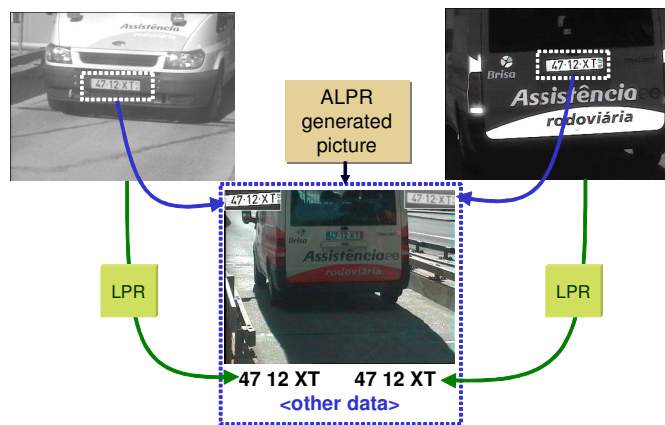 Assistência
47·12·XT
ALPR
generated
picture
Brisa
47·12·XT
Assistência
rodoviária
47·12·XT
47·12·XT
Brisa
47·12·XT
Assistência
rodoviária
LPR
LPR
47 12 XT
47 12 XT
<other data>